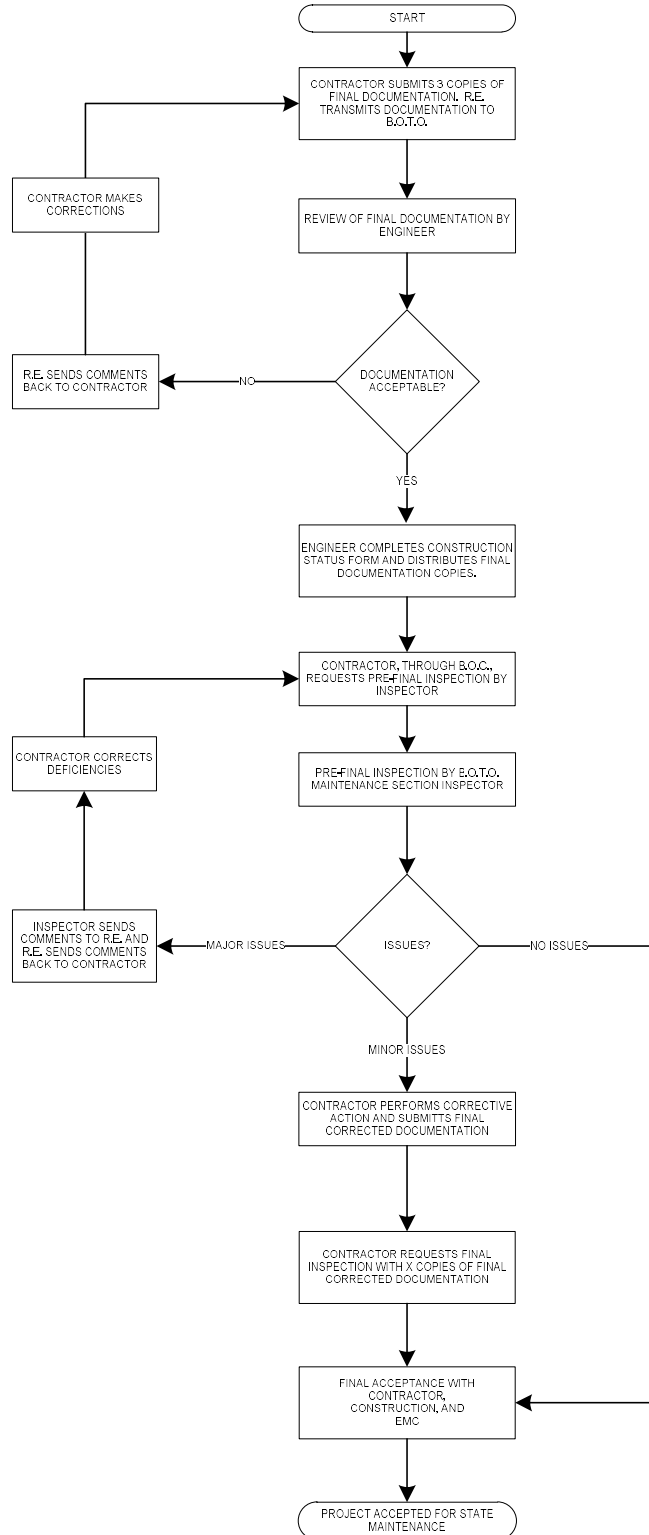 START
CONTRACTOR SUBMITS 3 COPIES OF
FINAL DOCUMENTATION. R.E.
TRANSMITS DOCUMENTATION TO
B.O.T.O.
CONTRACTOR MAKES
CORRECTIONS
REVIEW OF FINAL DOCUMENTATION BY
ENGINEER
R.E. SENDS COMMENTS
BACK TO CONTRACTOR
NO
DOCUMENTATION
ACCEPTABLE?
YES
ENGINEER COMPLETES CONSTRUCTION
STATUS FORM AND DISTRIBUTES FINAL
DOCUMENTATION COPIES.
CONTRACTOR, THROUGH B.O.C.,
REQUESTS PRE-FINAL INSPECTION BY
INSPECTOR
CONTRACTOR CORRECTS
DEFICIENCIES
PRE-FINAL INSPECTION BY B.O.T.O.
MAINTENANCE SECTION INSPECTOR
INSPECTOR SENDS
COMMENTS TO R.E. AND
R.E. SENDS COMMENTS
BACK TO CONTRACTOR
MAJOR ISSUES
ISSUES?
NO ISSUES
MINOR ISSUES
CONTRACTOR PERFORMS CORRECTIVE
ACTION AND SUBMITTS FINAL
CORRECTED DOCUMENTATION
CONTRACTOR REQUESTS FINAL
INSPECTION WITH X COPIES OF FINAL
CORRECTED DOCUMENTATION
FINAL ACCEPTANCE WITH
CONTRACTOR,
CONSTRUCTION, AND
EMC
PROJECT ACCEPTED FOR STATE
MAINTENANCE